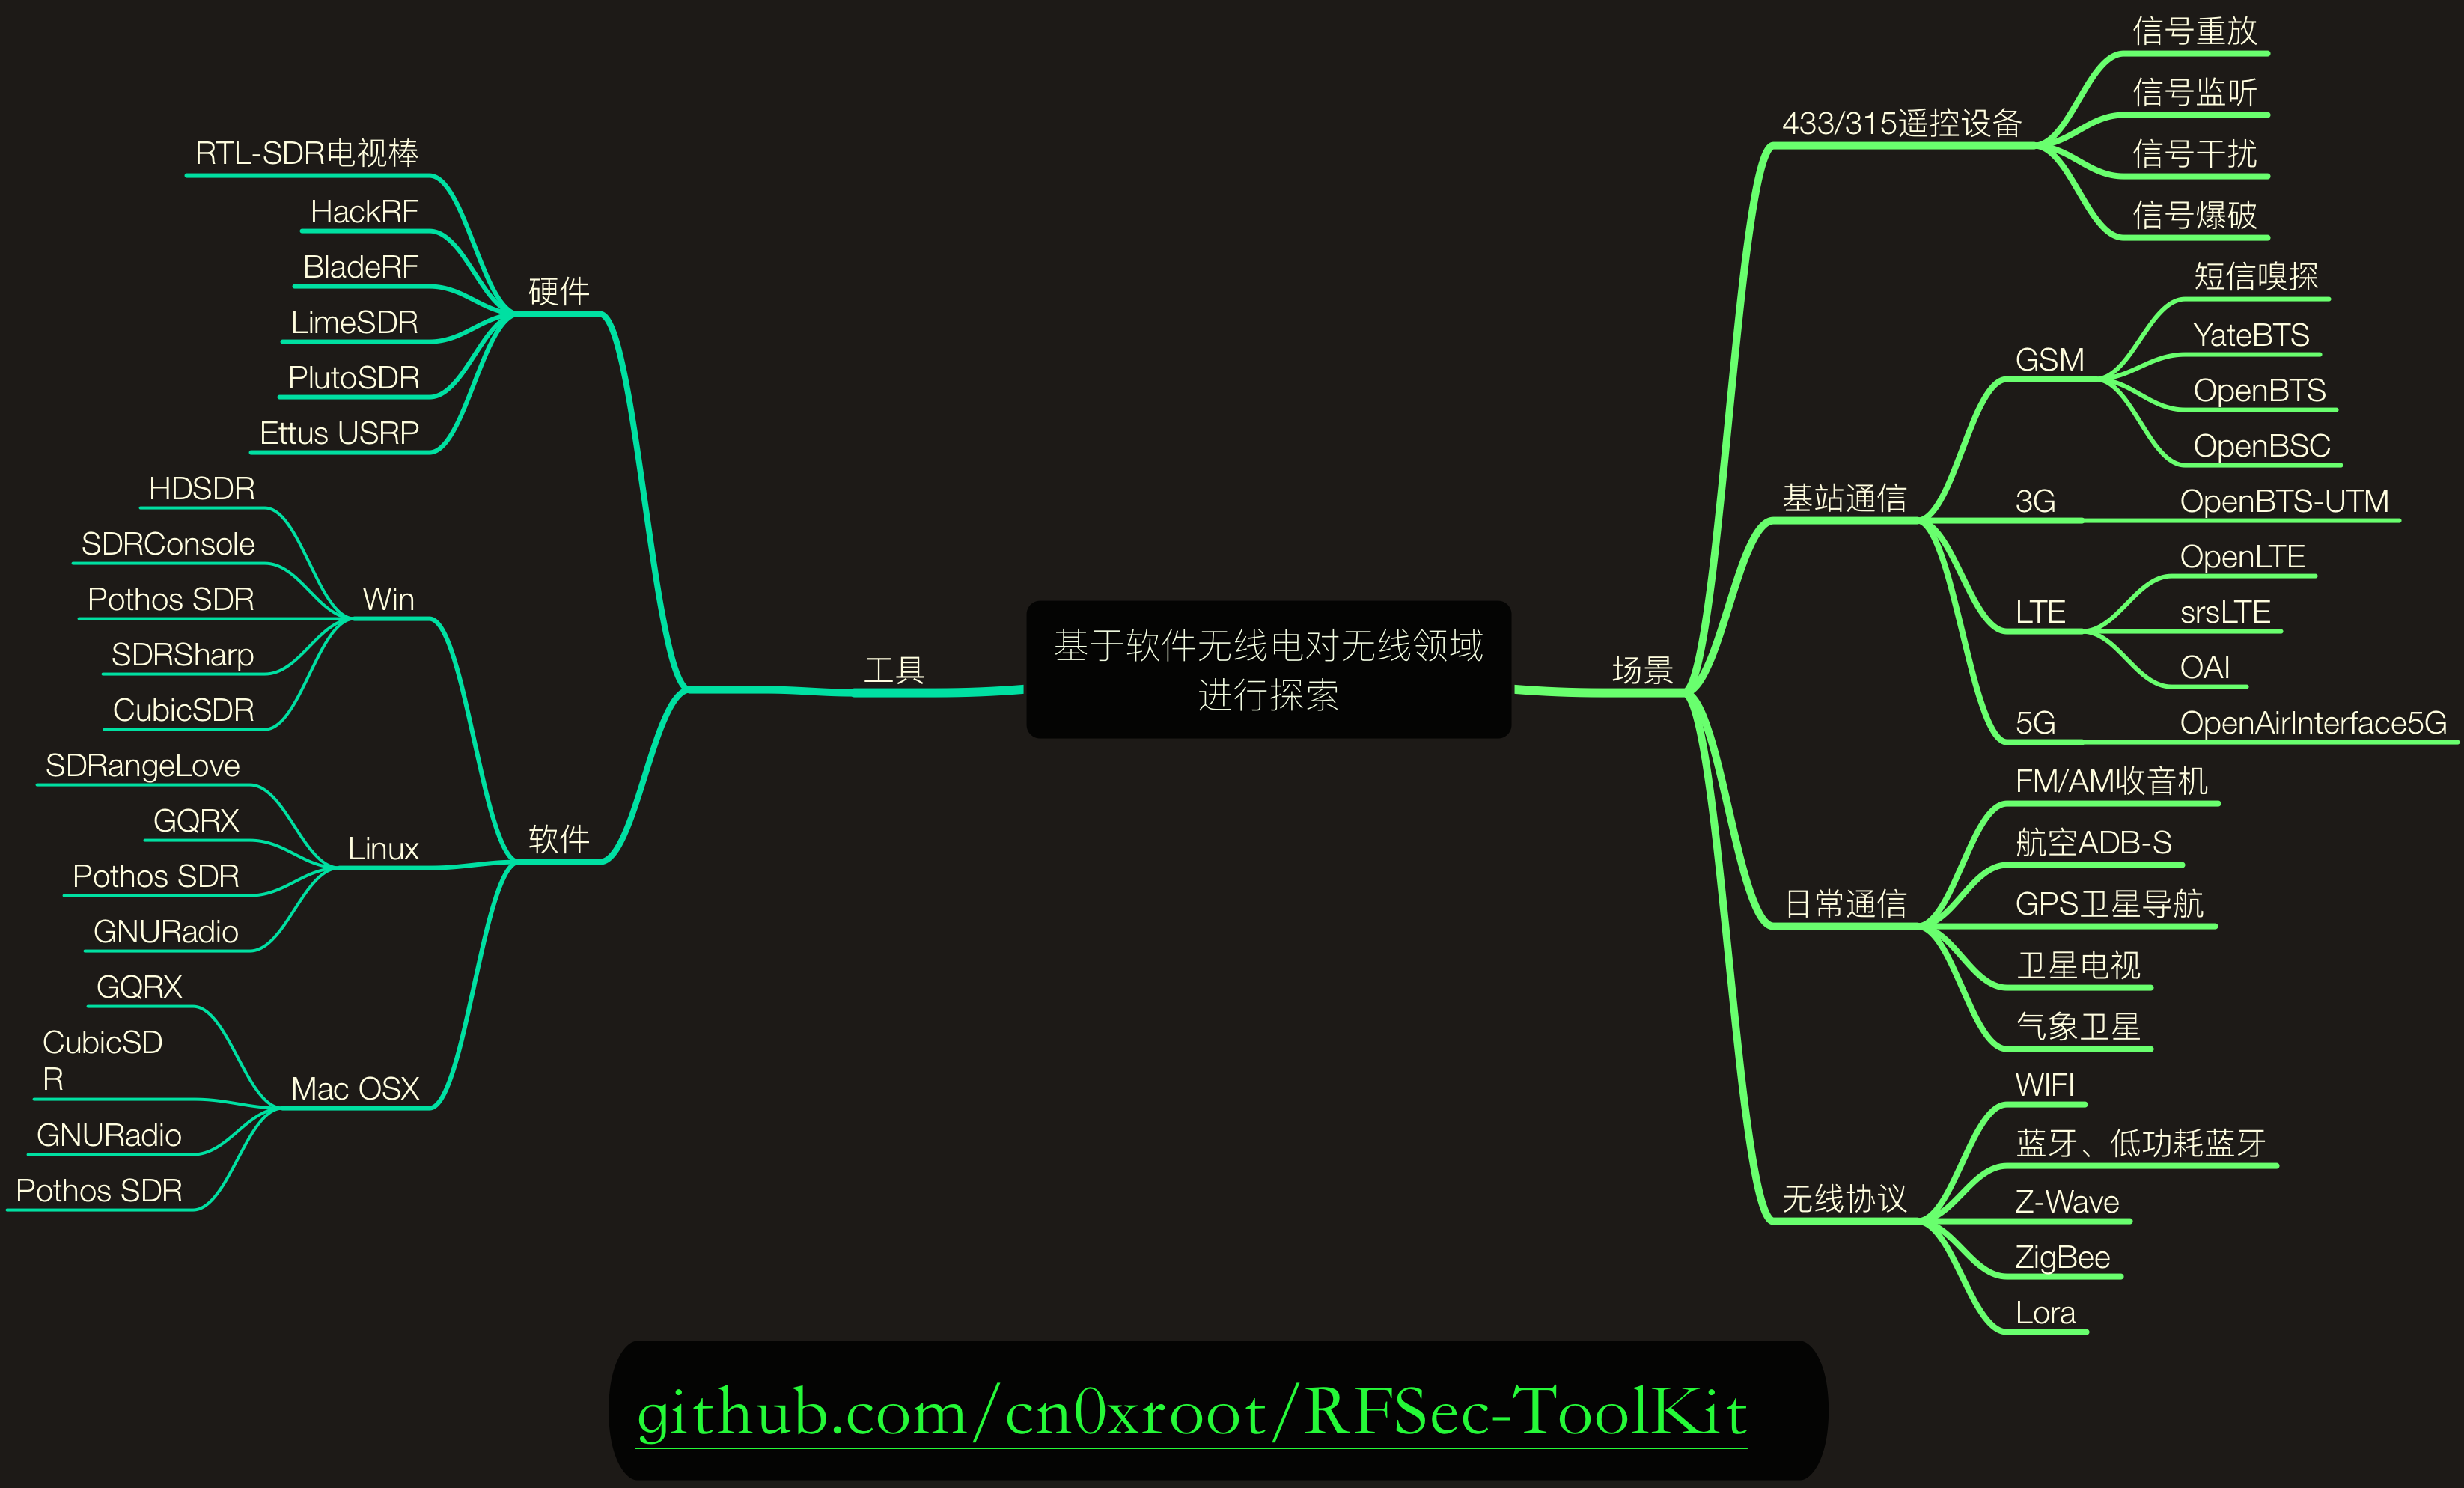 基于软件无线电对无线领域
进行探索
工具
硬件
RTL-SDR电视棒
HackRF
BladeRF
LimeSDR
PlutoSDR
Ettus USRP
软件
Win
HDSDR
SDRConsole
Pothos SDR
SDRSharp
CubicSDR
Linux
SDRangeLove
GQRX
Pothos SDR
GNURadio
Mac OSX
GQRX
CubicSD
R
GNURadio
Pothos SDR
场景
433/315遥控设备
信号重放
信号监听
信号干扰
信号爆破
基站通信
GSM
短信嗅探
YateBTS
OpenBTS
OpenBSC
3G
OpenBTS-UTM
LTE
OpenLTE
srsLTE
OAI
5G
OpenAirInterface5G
日常通信
FM/AM收音机
航空ADB-S
GPS卫星导航
卫星电视
气象卫星
无线协议
WIFI
蓝牙、低功耗蓝牙
Z-Wave
ZigBee
Lora
github.com/cn0xroot/RFSec-ToolKit